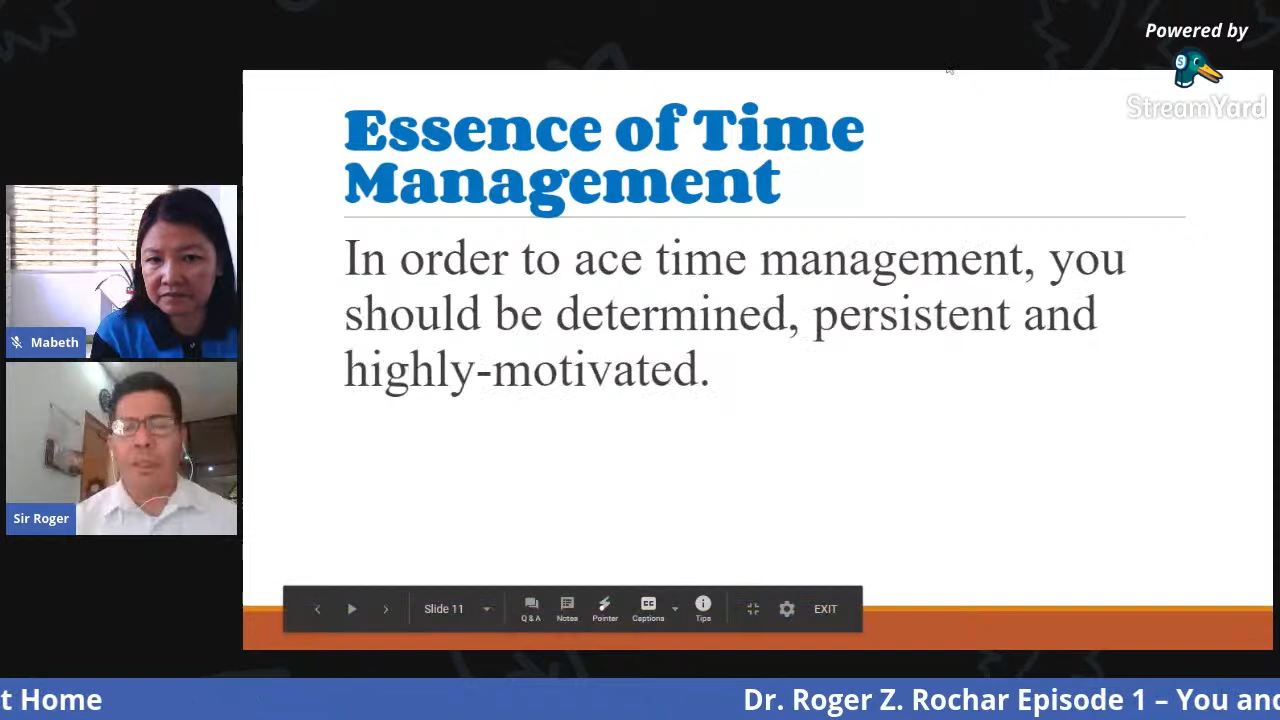 Powered by
StreamYard
Essence of Time
Management
In order to ace time management, you
should be determined, persistent and
highly-motivated.
Mabeth
Sir Roger
Slide 11
Q & A
Notes
Pointer
CC
Captions
Tips
EXIT
t Home
Dr. Roger Z. Rochar Episode 1 – You and